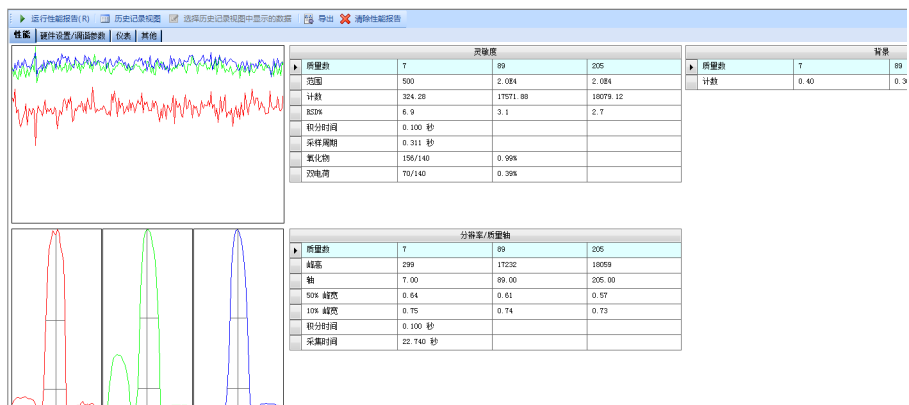 运行性能报告(R) 历史记录视图 选择历史记录视图中显示的数据 导出 清除性能报告
性能 硬件设置/调谐参数 仪表 其他
灵敏度
质量数 7 89 205
范围 500 2.0E4 2.0E4
计数 324.28 17571.88 18079.12
RSD% 6.9 3.1 2.7
积分时间 0.100 秒
采样周期 0.311 秒
氧化物 156/140 0.99%
双电荷 70/140 0.39%
背景
质量数 7 89
计数 0.40
分辨率/质量轴
质量数 7 89 205
峰高 299 17232 18059
轴 7.00 89.00 205.00
50% 峰宽 0.64 0.61 0.57
10% 峰宽 0.75 0.74 0.73
积分时间 0.100 秒
采集时间 22.740 秒